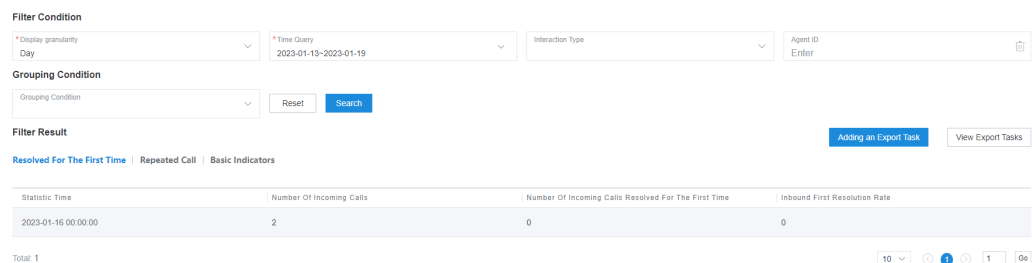 Filter Condition
* Display granularity
Day
* Time Query
2023-01-13~2023-01-19
Interaction Type
Agent ID
Enter
Grouping Condition
Grouping Condition
Reset
Search
Filter Result
Adding an Export Task
View Export Tasks
Resolved For The First Time | Repeated Call | Basic Indicators
Statistic Time Number Of Incoming Calls Number Of Incoming Calls Resolved For The First Time Inbound First Resolution Rate
2023-01-16 00:00:00 2 0 0
Total: 1
10 1 1 Go